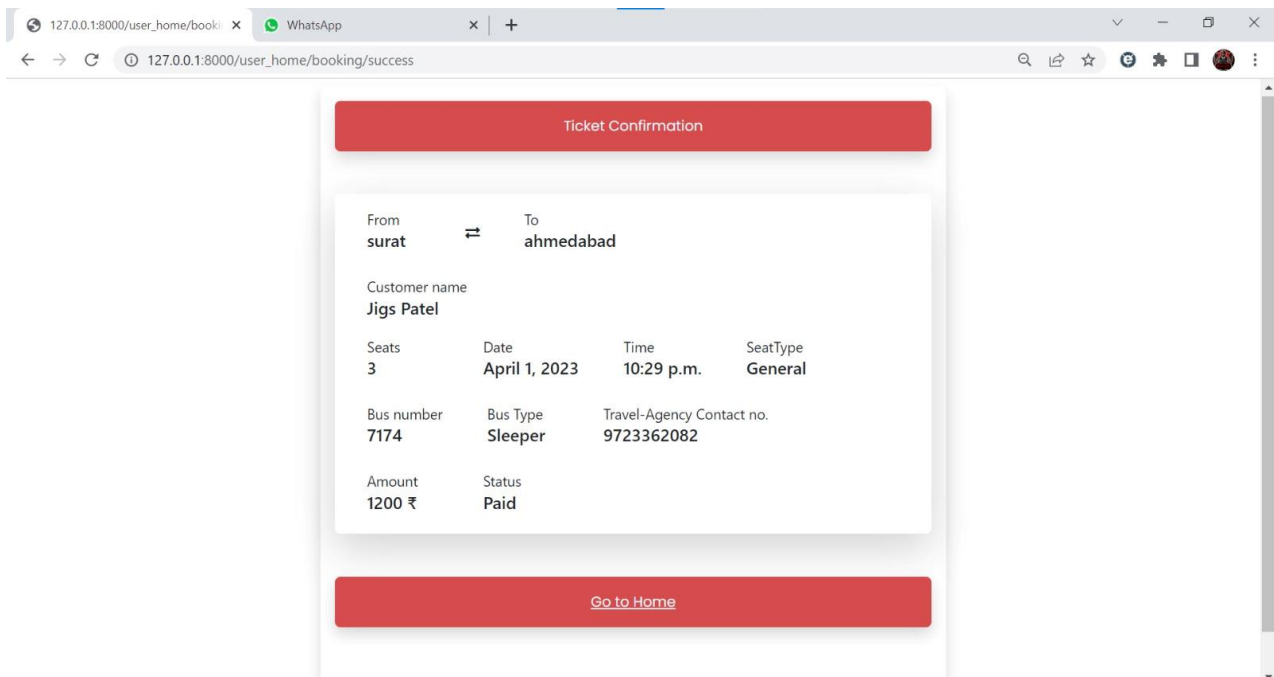 127.0.0.1:8000/user_home/booki WhatsApp
127.0.0.1:8000/user_home/booking/success
Ticket Confirmation
From To
surat ahmedabad
Customer name
Jigs Patel
Seats Date Time SeatType
3 April 1, 2023 10:29 p.m. General
Bus number Bus Type Travel-Agency Contact no.
7174 Sleeper 9723362082
Amount Status
1200 ₹ Paid
Go to Home